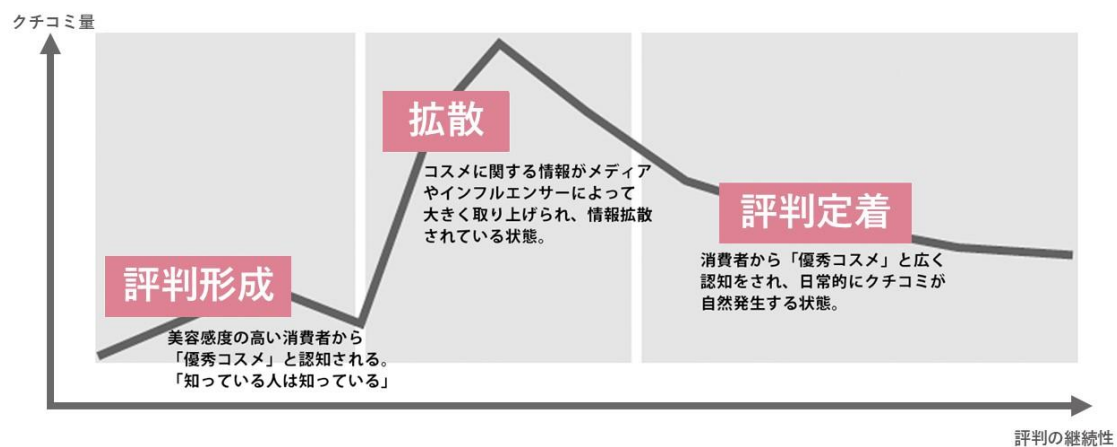 クチコミ量
拡散
コスメに関する情報がメディア
やインフルエンサーによって
大きく取り上げられ、情報拡散
されている状態。
評判定着
消費者から「優秀コスメ」と広く
認知をされ、日常的にクチコミが
自然発生する状態。
評判形成
美容感度の高い消費者から
「優秀コスメ」と認知される。
「知っている人は知っている」
評判の継続性